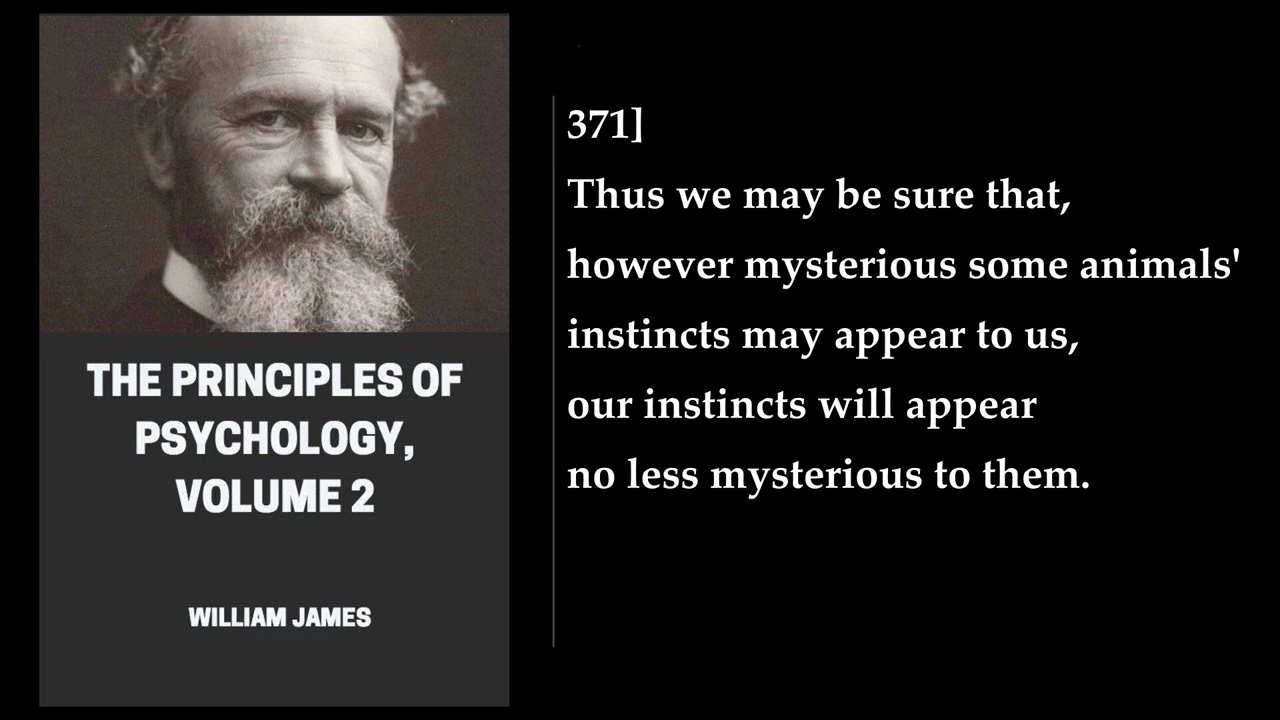 THE PRINCIPLES OF
PSYCHOLOGY,
VOLUME 2
WILLIAM JAMES
371]
Thus we may be sure that,
however mysterious some animals'
instincts may appear to us,
our instincts will appear
no less mysterious to them.